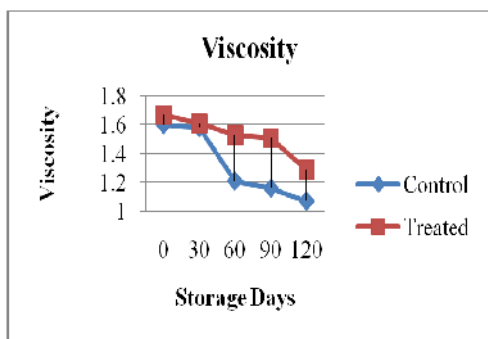 Viscosity
Viscosity
1.8
1.6
1.4
1.2
1
0 30 60 90 120
Storage Days
Control
Treated